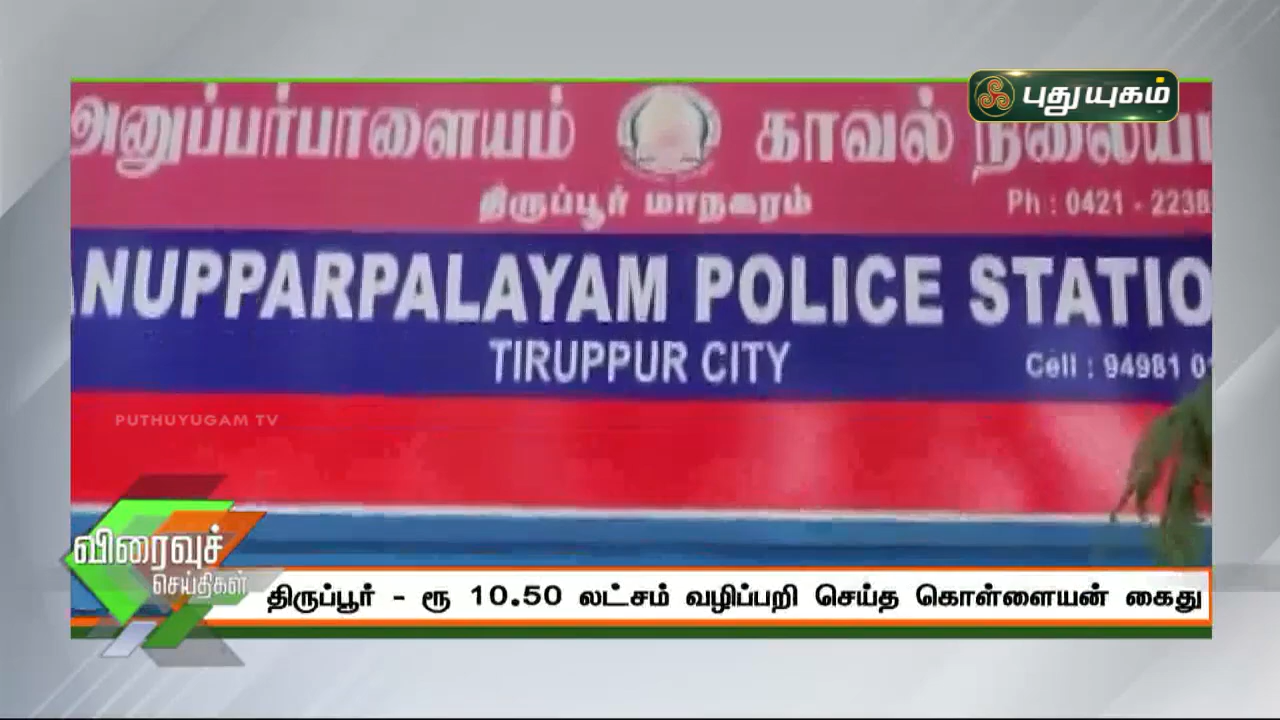 புதுயுகம்
அனுப்பர்பாளையம் காவல் நிலையம்
திருப்பூர் மாநகரம்
Ph : 0421 - 2238
ANUPPARPALAYAM POLICE STATIO
TIRUPPUR CITY
Cell : 94981 0
PUTHUYUGAM TV
விரைவுச்
செய்திகள்
திருப்பூர் - ரூ 10.50 லட்சம் வழிப்பறி செய்த கொள்ளையன் கைது